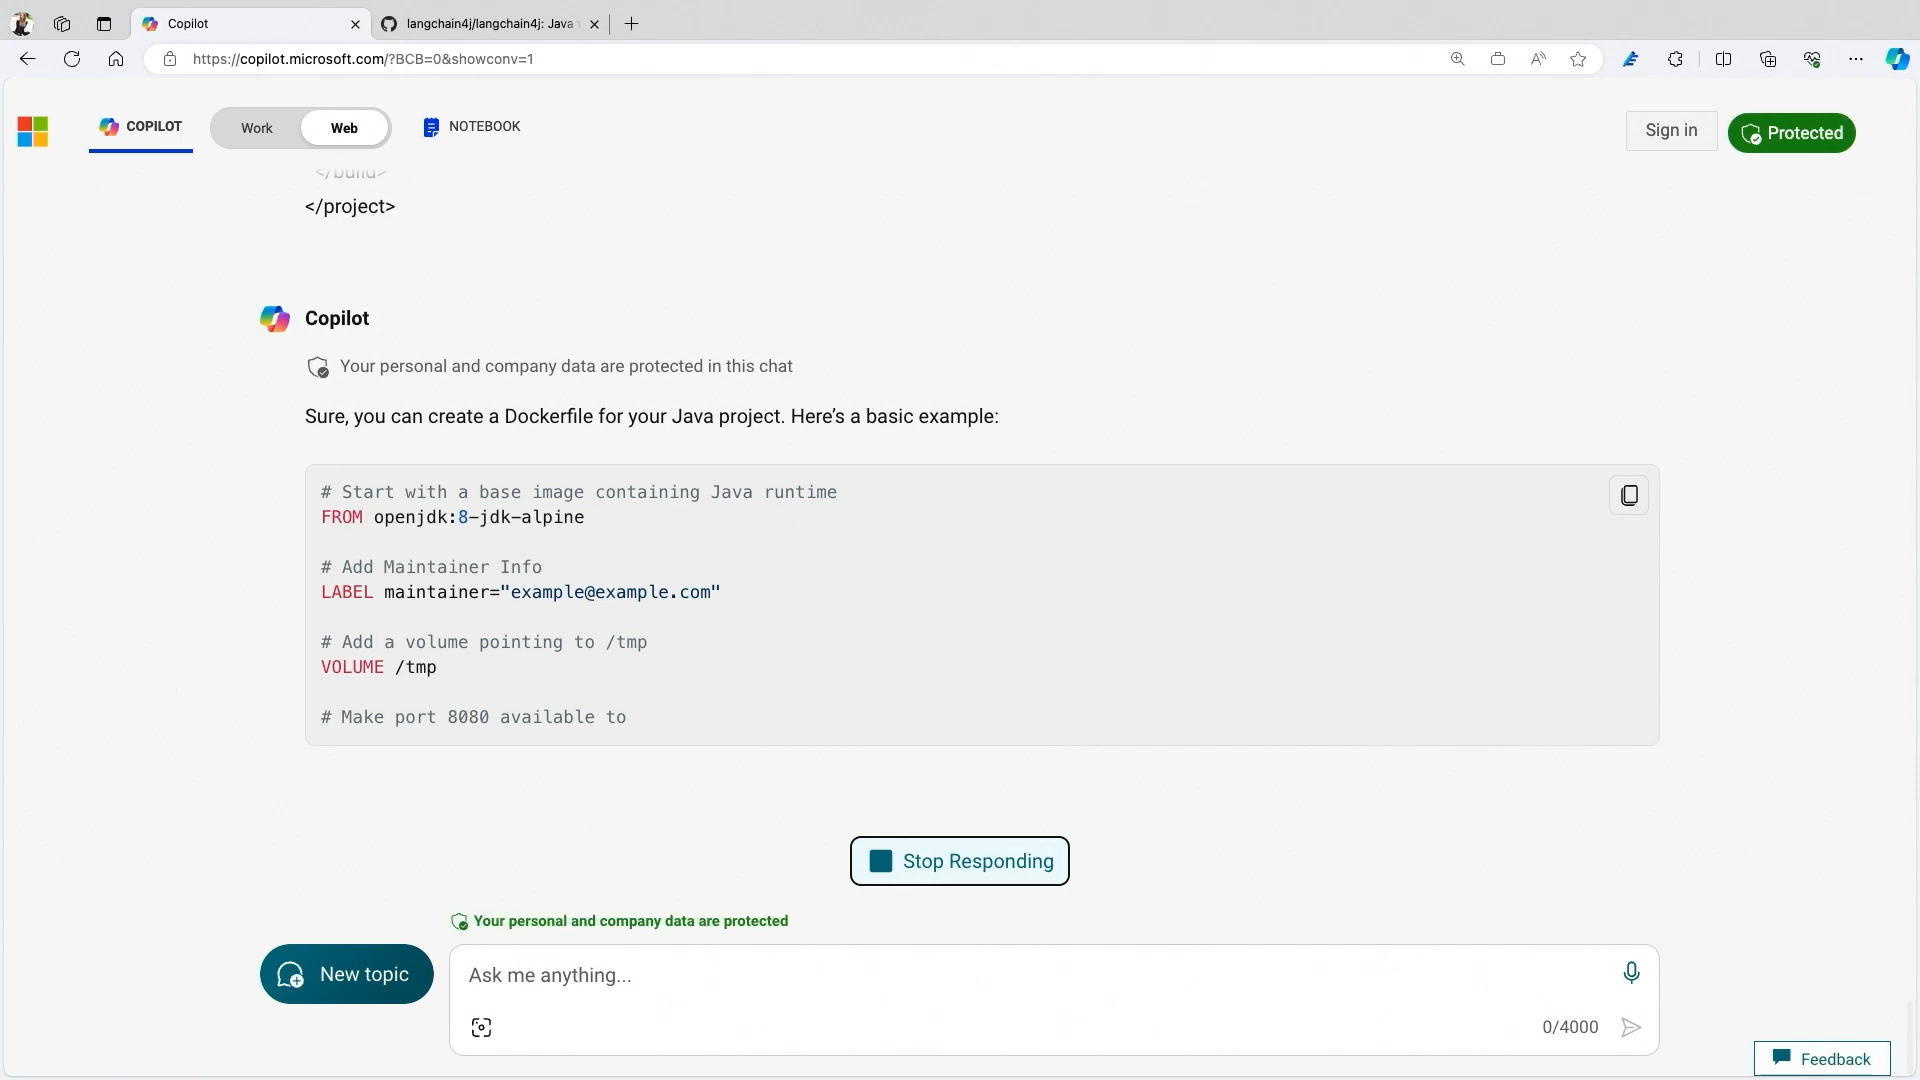 Copilot
langchain4j/langchain4j: Java
https://copilot.microsoft.com/?BCB=0&showconv=1
COPILOT
Work
Web
NOTEBOOK
Sign in
Protected
</build>
</project>
Copilot
Your personal and company data are protected in this chat
Sure, you can create a Dockerfile for your Java project. Here’s a basic example:
# Start with a base image containing Java runtime
FROM openjdk:8-jdk-alpine
# Add Maintainer Info
LABEL maintainer="example@example.com"
# Add a volume pointing to /tmp
VOLUME /tmp
# Make port 8080 available to
Stop Responding
Your personal and company data are protected
New topic
Ask me anything...
0/4000
Feedback